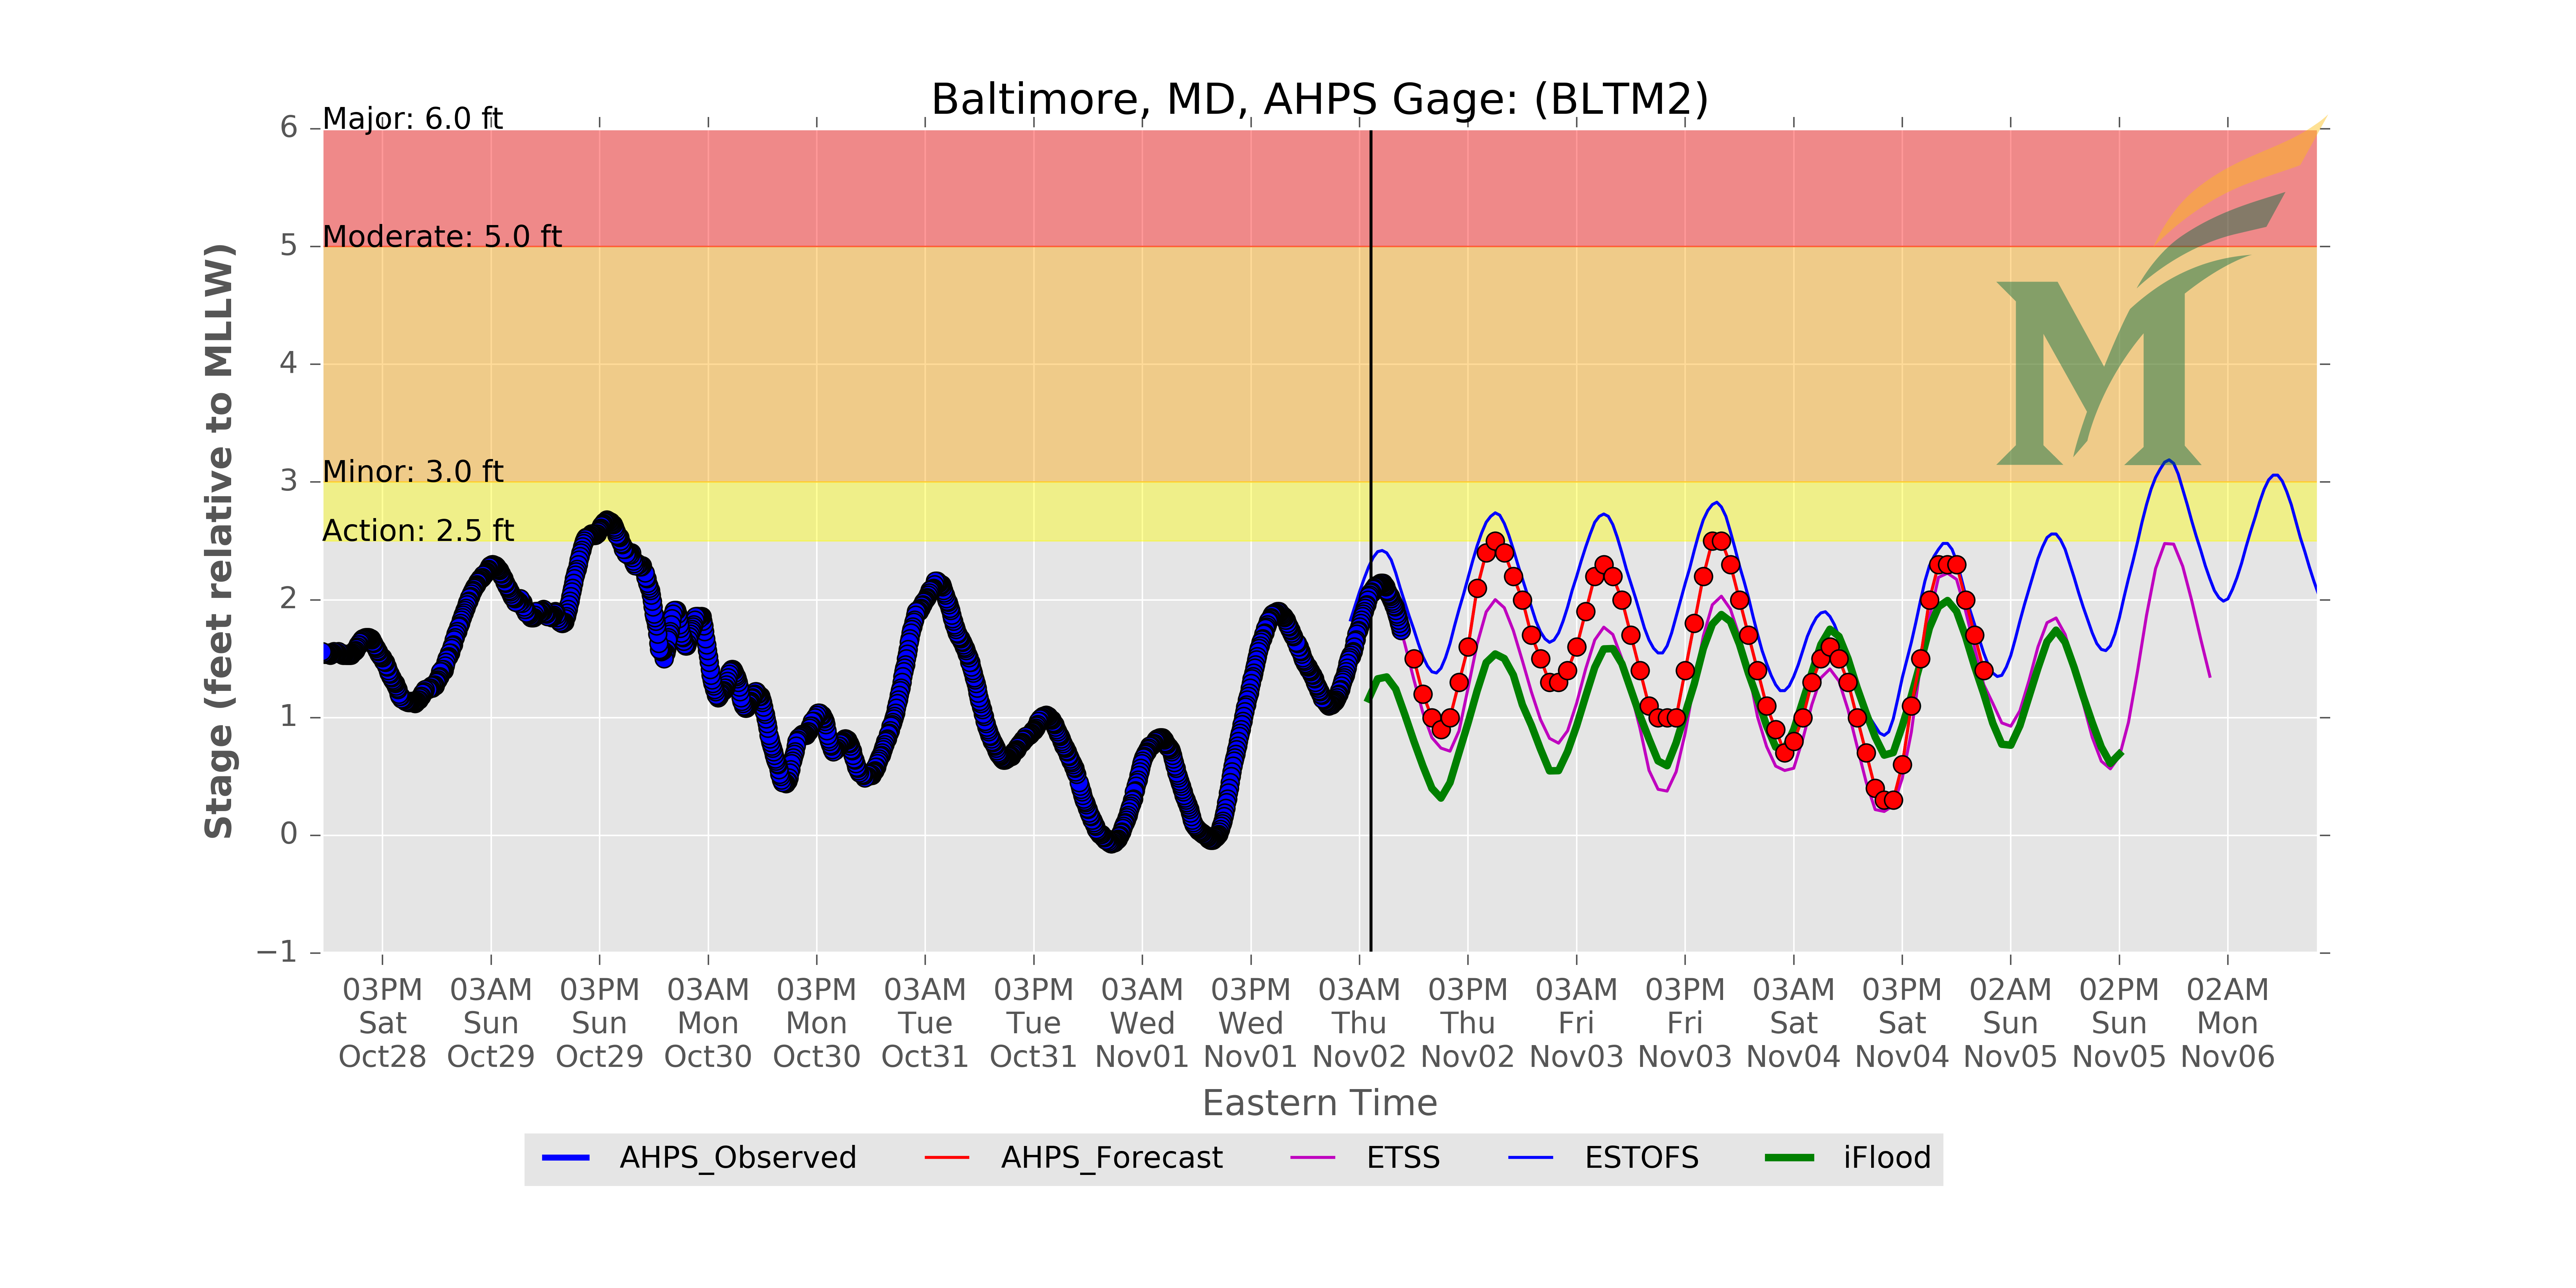 Baltimore, MD, AHPS Gage: (BLTM2)
Major: 6.0 ft
Moderate: 5.0 ft
Minor: 3.0 ft
Action: 2.5 ft
6
5
4
3
2
1
0
−1
Stage (feet relative to MLLW)
03PM 03AM 03PM 03AM 03PM 03AM 03PM 03AM 03PM 03AM 03PM 03AM 03PM 03AM 03PM 02AM 02PM 02AM
Sat Sun Sun Mon Mon Tue Tue Wed Wed Thu Thu Fri Fri Sat Sat Sun Sun Mon
Oct28 Oct29 Oct29 Oct30 Oct30 Oct31 Oct31 Nov01 Nov01 Nov02 Nov02 Nov03 Nov03 Nov04 Nov04 Nov05 Nov05 Nov06
Eastern Time
AHPS_Observed AHPS_Forecast ETSS ESTOFS iFlood
M